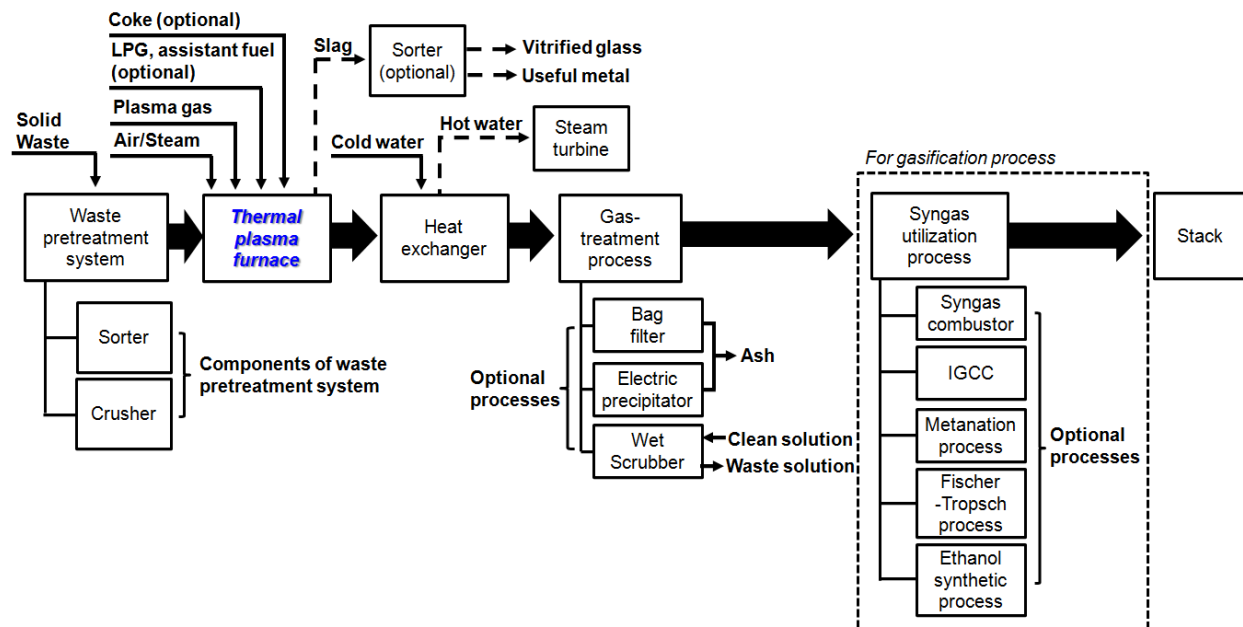 Coke (optional)
LPG, assistant fuel
(optional)
Plasma gas
Air/Steam
Solid
Waste
Slag
Sorter
(optional)
Vitrified glass
Useful metal
Cold water
Hot water
Steam
turbine
For gasification process
Waste
pretreatment
system
Thermal
plasma
furnace
Heat
exchanger
Gas-
treatment
process
Syngas
utilization
process
Stack
Sorter
Crusher
Components of waste
pretreatment system
Optional
processes
Bag
filter
Electric
precipitator
Ash
Wet
Scrubber
Clean solution
Waste solution
Syngas
combustor
IGCC
Metanation
process
Fischer
-Tropsch
process
Ethanol
synthetic
process
Optional
processes